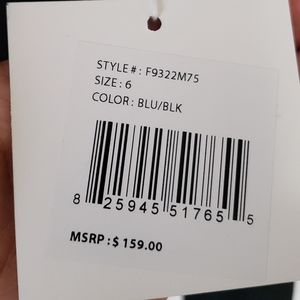 STYLE # : F9322M75
SIZE : 6
COLOR : BLU/BLK
8 25945 51765 5
MSRP : $ 159.00